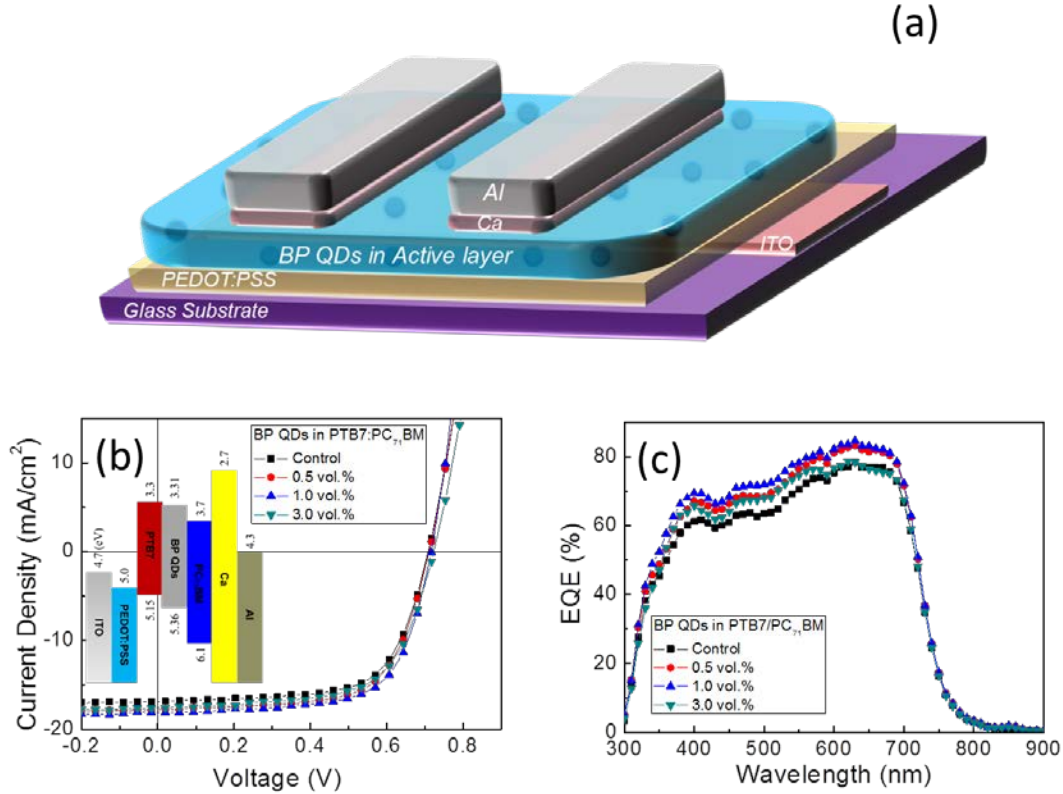 (a)
Al
Ca
ITO
BP QDs in Active layer
PEDOT:PSS
Glass Substrate
(b)
BP QDs in PTB7:PC71BM
Control
0.5 vol.%
1.0 vol.%
3.0 vol.%
10
0
-10
-20
Current Density (mA/cm2)
-0.2
0.0
0.2
0.4
0.6
0.8
Voltage (V)
4.7 (eV)
ITO
5.0
PEDOT:PSS
3.3
PTB7
5.15
3.31
BP QDs
5.36
3.7
6.1
2.7
Ca
4.3
Al
(c)
BP QDs in PTB7/PC71BM
Control
0.5 vol.%
1.0 vol.%
3.0 vol.%
80
60
40
20
0
EQE (%)
300
400
500
600
700
800
900
Wavelength (nm)